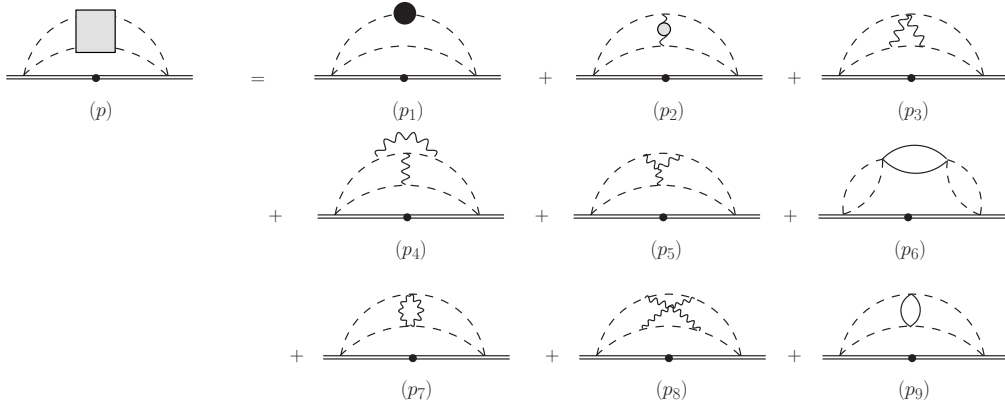 (p) = (p₁) + (p₂) + (p₃)
+ (p₄) + (p₅) + (p₆)
+ (p₇) + (p₈) + (p₉)